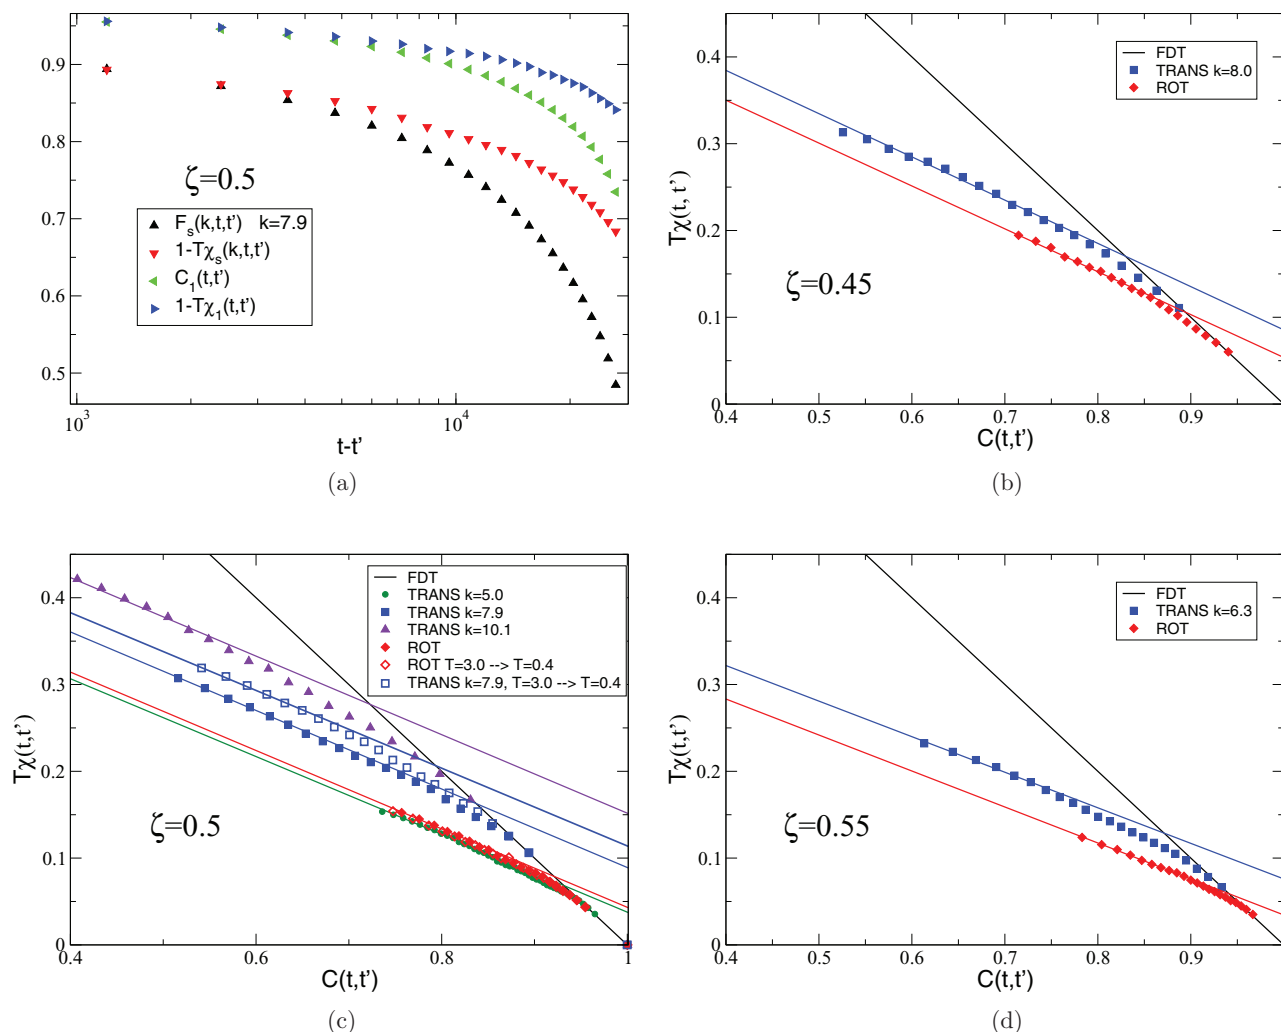 0.9
0.8
0.7
0.6
0.5
10^3
10^4
t-t'
ζ=0.5
F_s(k,t,t') k=7.9
1-Tχ_s(k,t,t')
C_1(t,t')
1-Tχ_1(t,t')
(a)
0.4
0.3
0.2
0.1
0
0.4 0.5 0.6 0.7 0.8 0.9
Tχ(t, t')
C(t,t')
ζ=0.45
FDT
TRANS k=8.0
ROT
(b)
0.4
0.3
0.2
0.1
0
0.4 0.6 0.8 1
Tχ(t,t')
C(t,t')
ζ=0.5
FDT
TRANS k=5.0
TRANS k=7.9
TRANS k=10.1
ROT
ROT T=3.0 --> T=0.4
TRANS k=7.9, T=3.0 --> T=0.4
(c)
0.4
0.3
0.2
0.1
0
0.4 0.5 0.6 0.7 0.8 0.9
Tχ(t,t')
C(t,t')
ζ=0.55
FDT
TRANS k=6.3
ROT
(d)